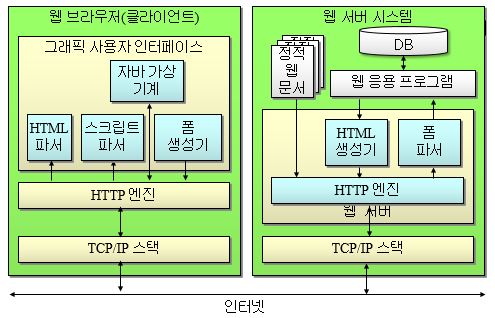 웹 브라우저(클라이언트)
그래픽 사용자 인터페이스
자바 가상
기계
HTML
파서
스크립트
파서
폼
생성기
HTTP 엔진
TCP/IP 스택
웹 서버 시스템
정적
정적
웹
문서
DB
웹 응용 프로그램
HTML
생성기
폼
파서
HTTP 엔진
웹 서버
TCP/IP 스택
인터넷